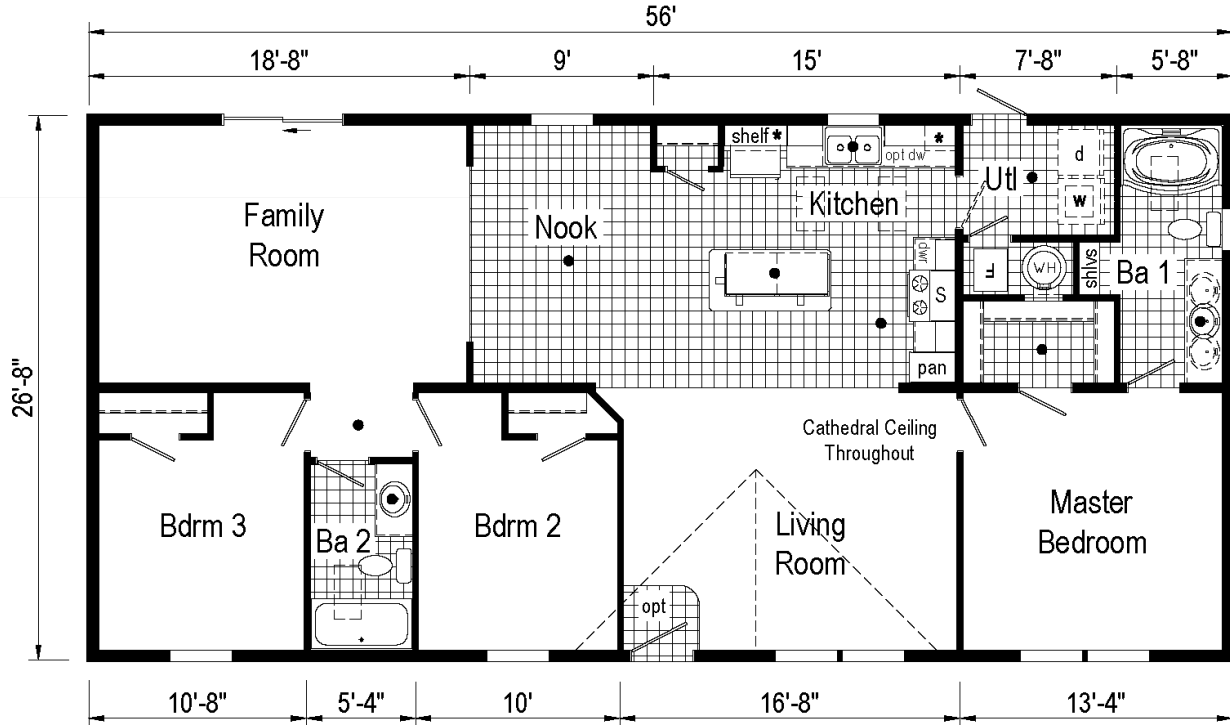 56'
18'-8" 9' 15' 7'-8" 5'-8"
shelf *
*
opt dw
d
Utl
W
Family
Room
Nook
Kitchen
dwr
F
WH
shlvs
Ba 1
S
26'-8"
pan
Cathedral Ceiling
Throughout
Bdrm 3
Ba 2
Bdrm 2
Living
Room
Master
Bedroom
opt
10'-8" 5'-4" 10' 16'-8" 13'-4"